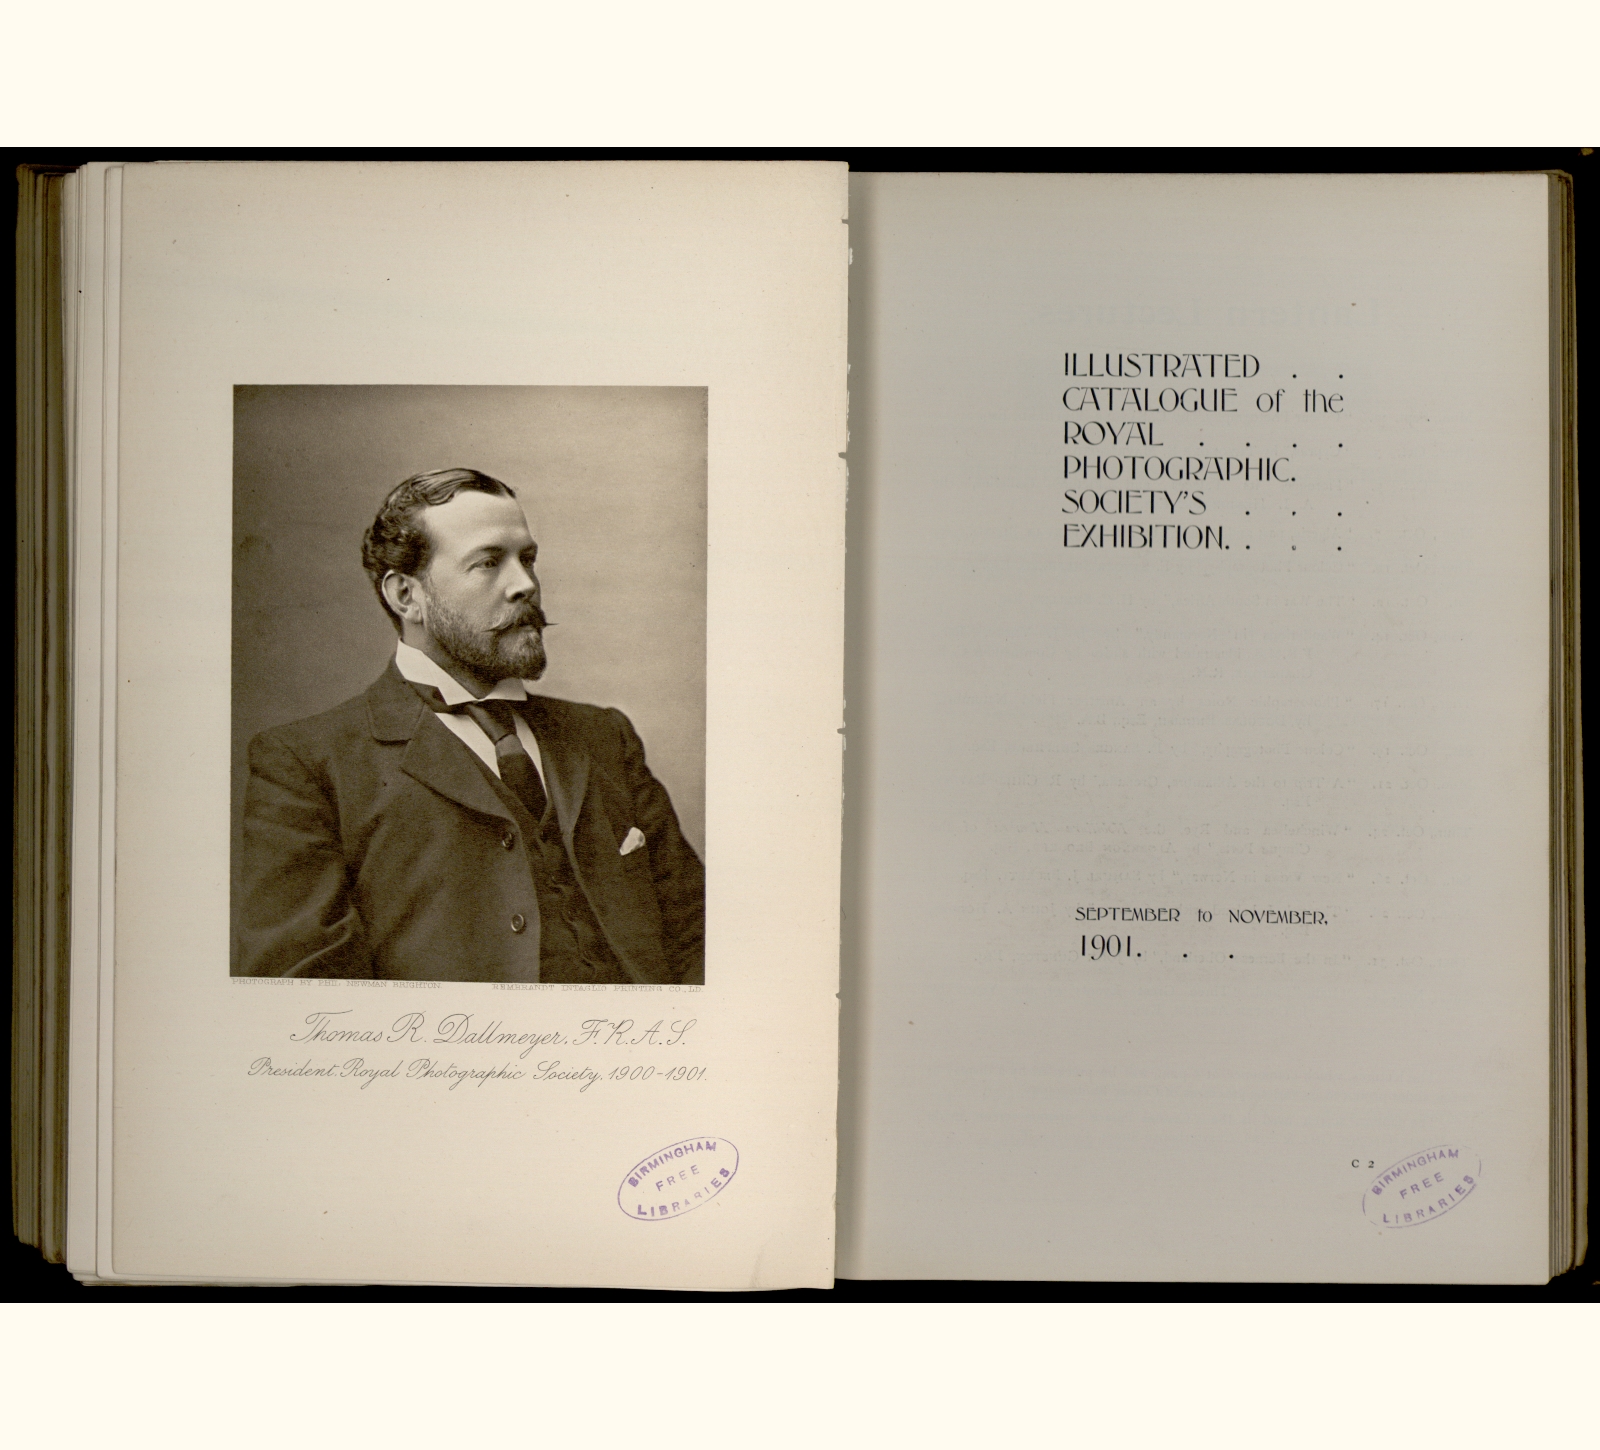 PHOTOGRAPH BY PHIL. NEWMAN BRIGHTON.
REMBRANDT INTAGLIO PRINTING CO., LD.
Thomas R. Dallmeyer, F.R.A.S.
President. Royal Photographic Society. 1900-1901.
BIRMINGHAM
FREE
LIBRARIES
ILLUSTRATED . .
CATALOGUE of the
ROYAL . . . .
PHOTOGRAPHIC.
SOCIETY'S . . .
EXHIBITION. . . .
SEPTEMBER to NOVEMBER,
1901. . .
C 2
BIRMINGHAM
FREE
LIBRARIES